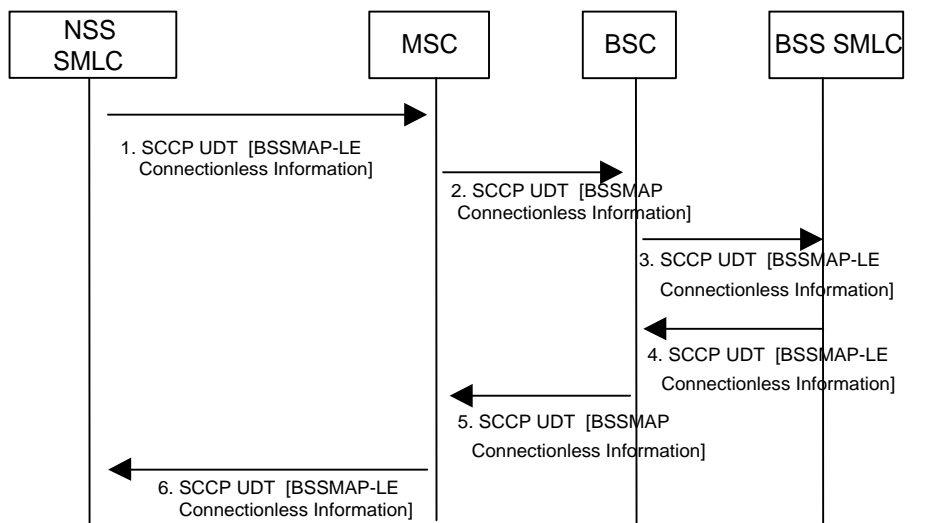 NSS
SMLC
MSC
BSC
BSS SMLC
1. SCCP UDT [BSSMAP-LE
Connectionless Information]
2. SCCP UDT [BSSMAP
Connectionless Information]
3. SCCP UDT [BSSMAP-LE
Connectionless Information]
4. SCCP UDT [BSSMAP-LE
Connectionless Information]
5. SCCP UDT [BSSMAP
Connectionless Information]
6. SCCP UDT [BSSMAP-LE
Connectionless Information]